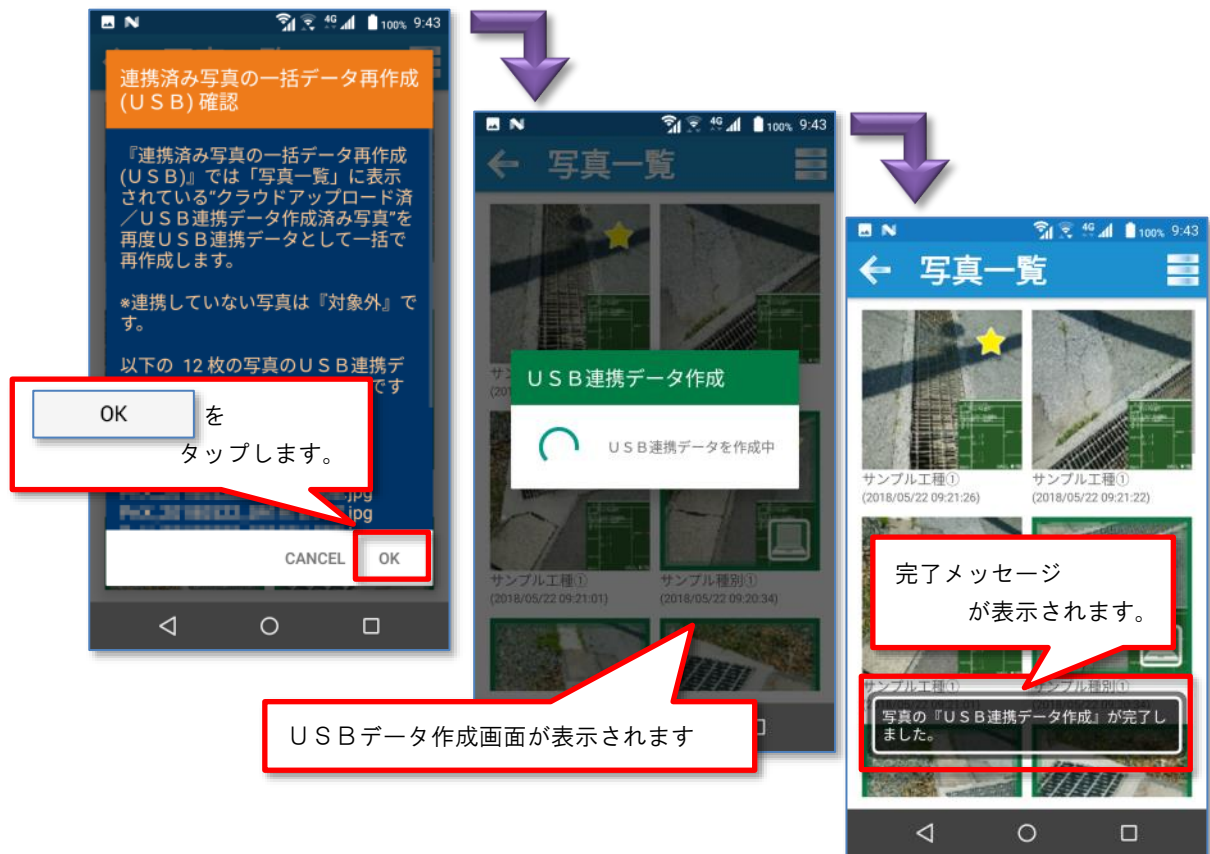 100% 9:43
連携済み写真の一括データ再作成
(ＵＳＢ) 確認
『連携済み写真の一括データ再作成
(ＵＳＢ)』では「写真一覧」に表示
されている"クラウドアップロード済
／ＵＳＢ連携データ作成済み写真"を
再度ＵＳＢ連携データとして一括で
再作成します。
※連携していない写真は『対象外』で
す。
以下の 12 枚の写真のＵＳＢ連携デ
です
OK を
タップします。
.jpg
.jpg
CANCEL OK
4G 100% 9:43
写真一覧
ＵＳＢ連携データ作成
ＵＳＢ連携データを作成中
サンプル工種①
(2018/05/22 09:21:01)
サンプル種別①
(2018/05/22 09:20:34)
ＵＳＢデータ作成画面が表示されます
4G 100% 9:43
写真一覧
サンプル工種①
(2018/05/22 09:21:26)
サンプル工種①
(2018/05/22 09:21:22)
完了メッセージ
が表示されます。
サンプル工種①
サンプル種別①
写真の『ＵＳＢ連携データ作成』が完了し
ました。